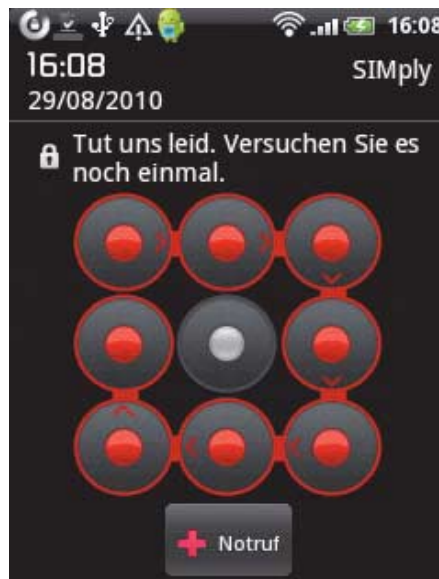 16:08
16:08
SIMply
29/08/2010
Tut uns leid. Versuchen Sie es
noch einmal.
Notruf